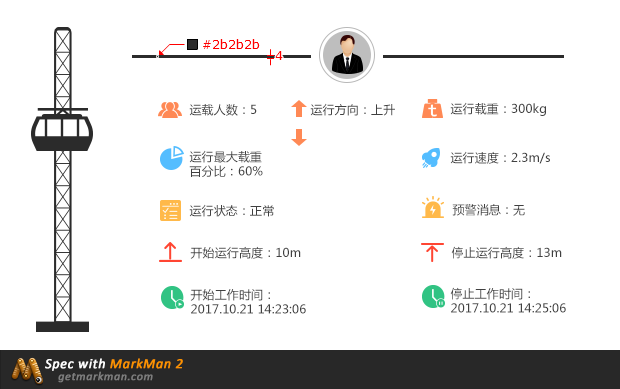 #2b2b2b
4
运载人数：5
运行方向：上升
运行载重：300kg
运行最大载重
百分比：60%
运行速度：2.3m/s
运行状态：正常
预警消息：无
开始运行高度：10m
停止运行高度：13m
开始工作时间：
2017.10.21 14:23:06
停止工作时间：
2017.10.21 14:25:06
Spec with MarkMan 2
getmarkman.com